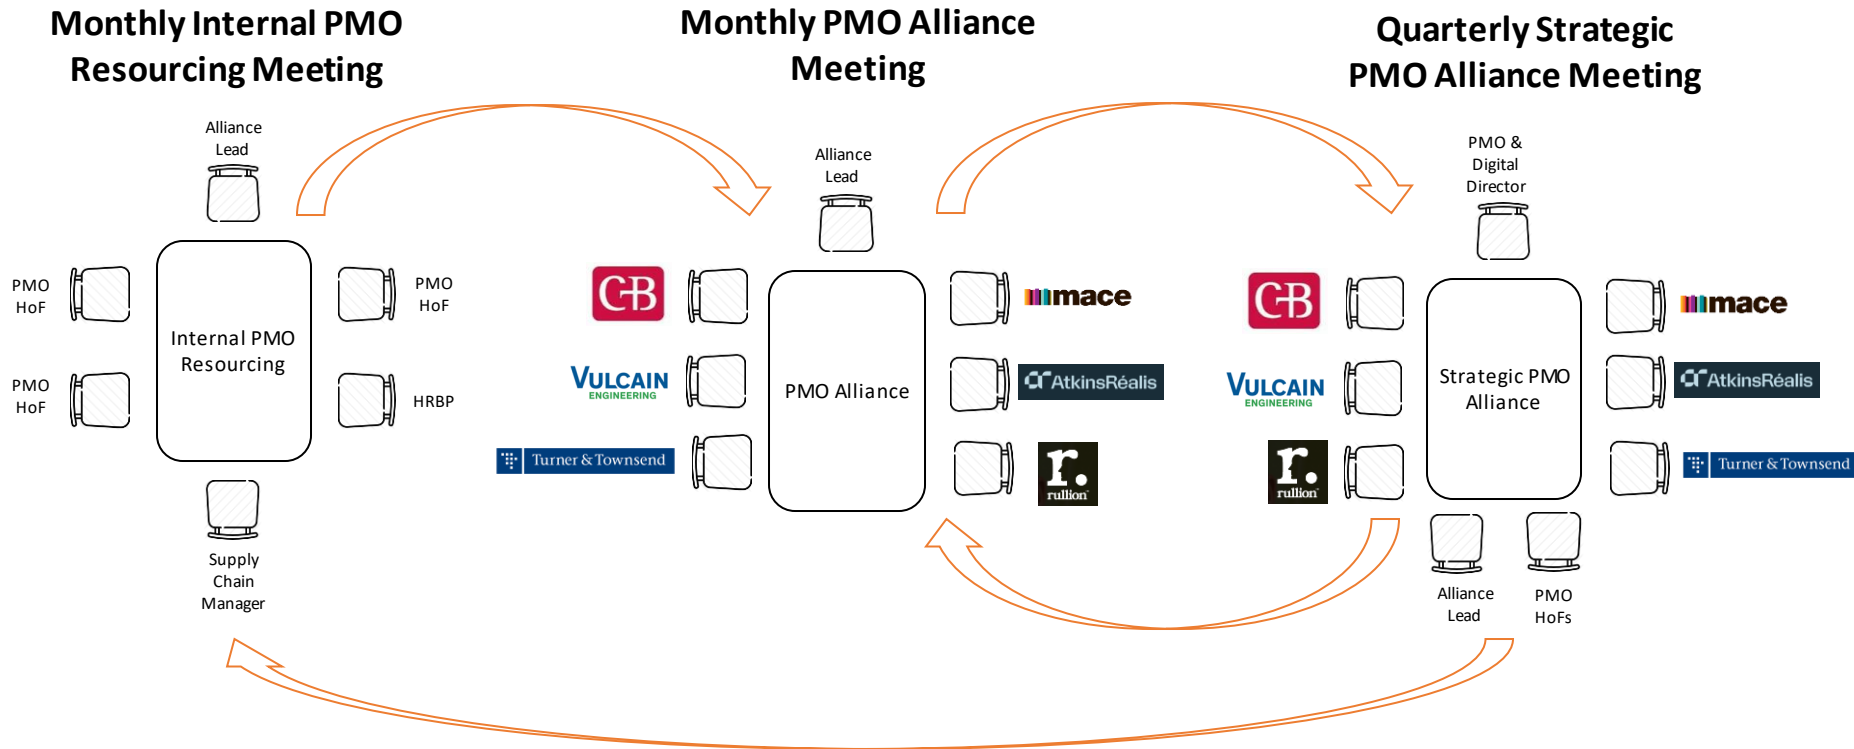 Monthly Internal PMO
Resourcing Meeting
Alliance
Lead
PMO
HoF
PMO
HoF
Internal PMO
Resourcing
PMO
HoF
HRBP
Supply
Chain
Manager
Monthly PMO Alliance
Meeting
Alliance
Lead
CB
VULCAIN
ENGINEERING
Turner & Townsend
PMO Alliance
mace
AtkinsRéalis
r.
rullion
Quarterly Strategic
PMO Alliance Meeting
PMO &
Digital
Director
CB
VULCAIN
ENGINEERING
r.
rullion
Strategic PMO
Alliance
mace
AtkinsRéalis
Turner & Townsend
Alliance
Lead
PMO
HoFs